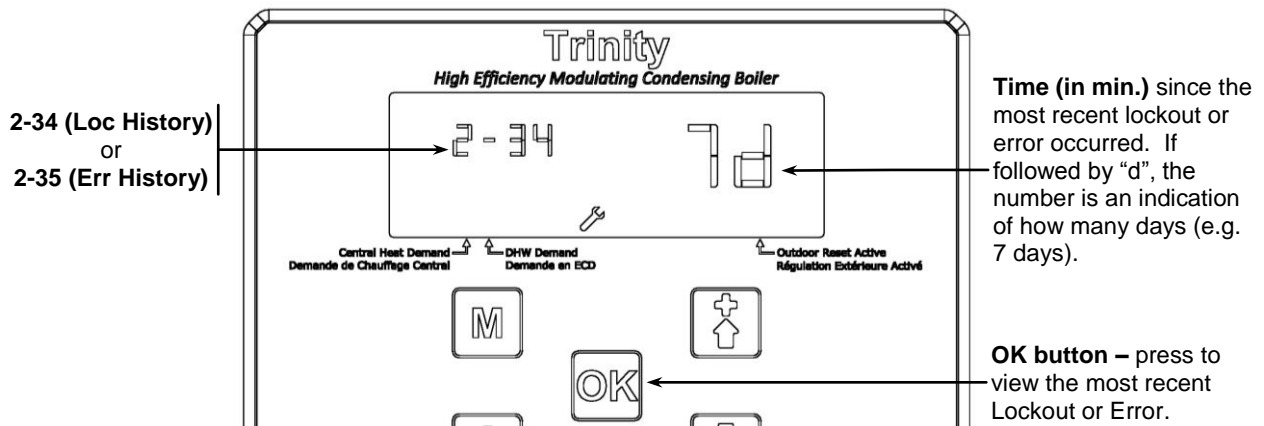 Trinity
High Efficiency Modulating Condensing Boiler
2-34 (Loc History)
or
2-35 (Err History)
2-34 7d
Time (in min.) since the
most recent lockout or
error occurred. If
followed by “d”, the
number is an indication
of how many days (e.g.
7 days).
Central Heat Demand
Demande de Chauffage Central
DHW Demand
Demande en ECD
Outdoor Reset Active
Régulation Extérieure Activé
M
OK
OK button – press to
view the most recent
Lockout or Error.